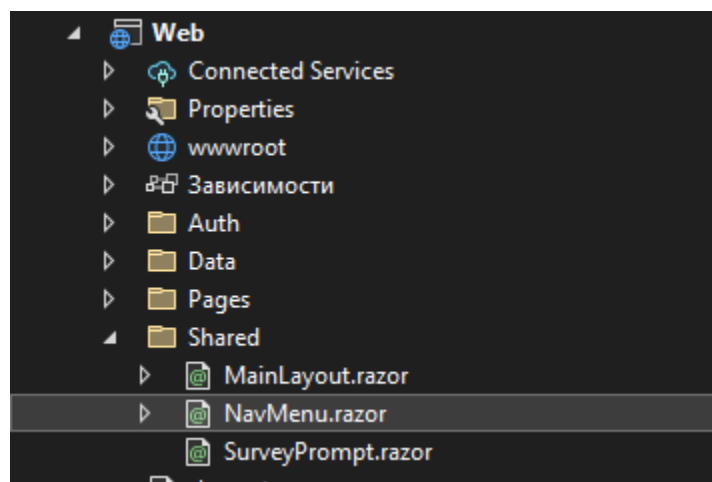 Web
Connected Services
Properties
wwwroot
Зависимости
Auth
Data
Pages
Shared
MainLayout.razor
NavMenu.razor
SurveyPrompt.razor